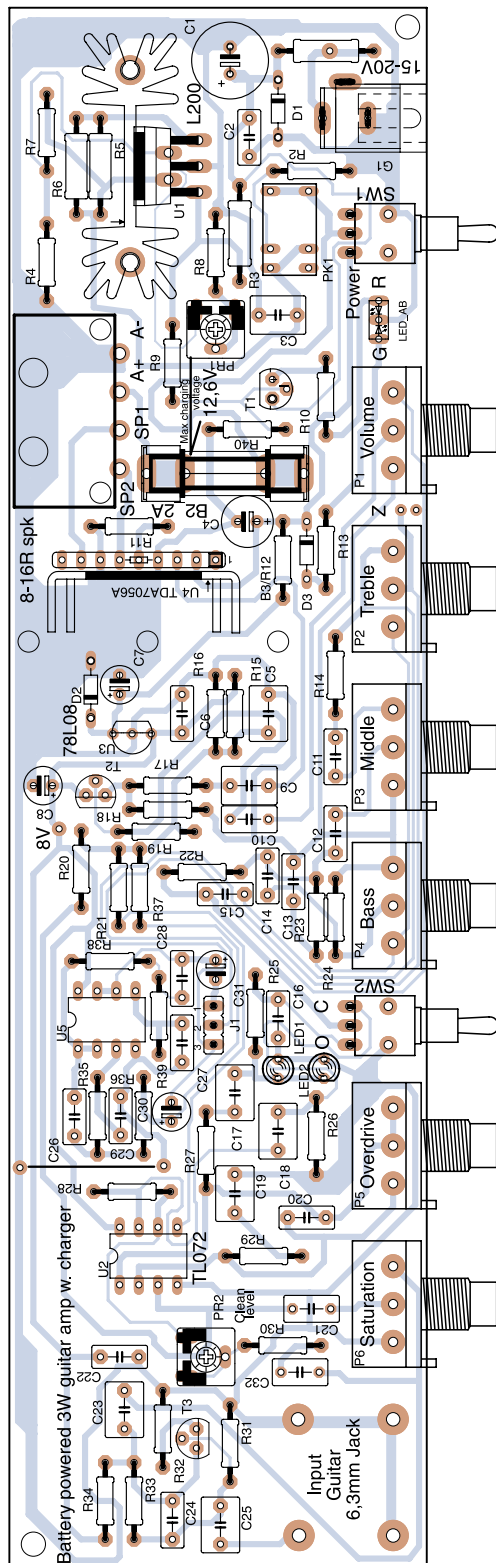 C1
15-20V
L200
D1
R7
R5
R6
C2
R2
G1
U1
SW1
R4
R8
R3
PK1
Power
R
LED_AB
G
A-
A+
R9
PR1
C3
Max.charging
voltage
12,6V
T1
R10
R40
P1
Volume
SP1
SP2
2A
B2
C4
Z
8-16R spk
R11
1
U4 TDA7056A
B3/R12
D3
R13
P2
Treble
C7
D2
78L08
U3
R16
R15
C5
C6
R14
C11
P3
Middle
T2
R17
C8
R18
C9
8V
R19
C10
C12
R20
R22
R21
R37
C15
C14
C13
R23
R24
P4
Bass
R38
C28
U5
C31
R25
C16
SW2
1
2
3
J1
LED1
C
O
R39
LED2
R35
R36
C27
C26
C29
C30
C17
R26
R27
C18
P5
Overdrive
R28
C19
C20
U2
TL072
R29
PR2
Clean
level
C21
R30
P6
Saturation
C22
C32
C23
T3
R31
R32
R34
R33
C24
C25
Input
Guitar
6,3mm Jack
Battery powered 3W guitar amp w. charger